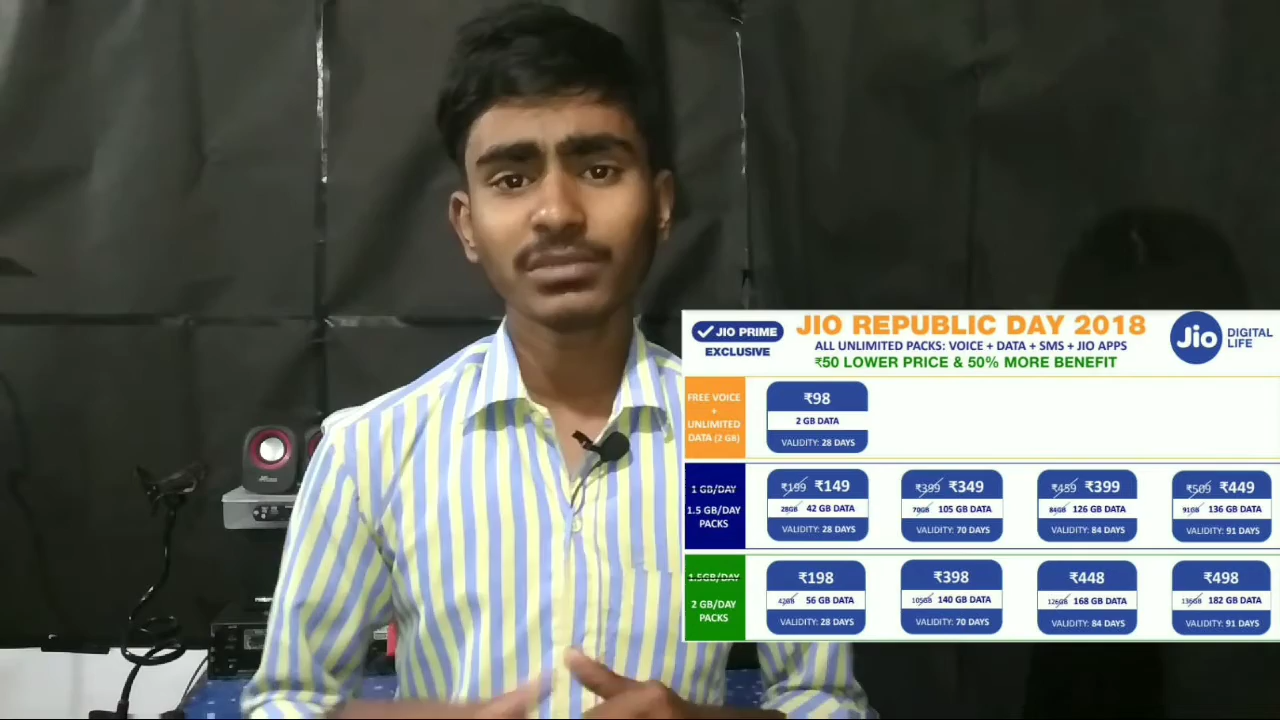 JIO PRIME
EXCLUSIVE
JIO REPUBLIC DAY 2018
ALL UNLIMITED PACKS: VOICE + DATA + SMS + JIO APPS
₹50 LOWER PRICE & 50% MORE BENEFIT
Jio
DIGITAL
LIFE
FREE VOICE
+
UNLIMITED
DATA (2 GB)
₹98
2 GB DATA
VALIDITY: 28 DAYS
1 GB/DAY
1.5 GB/DAY
PACKS
₹199 ₹149
28GB 42 GB DATA
VALIDITY: 28 DAYS
₹399 ₹349
70GB 105 GB DATA
VALIDITY: 70 DAYS
₹459 ₹399
84GB 126 GB DATA
VALIDITY: 84 DAYS
₹509 ₹449
91GB 136 GB DATA
VALIDITY: 91 DAYS
1.5GB/DAY
2 GB/DAY
PACKS
₹198
42GB 56 GB DATA
VALIDITY: 28 DAYS
₹398
105GB 140 GB DATA
VALIDITY: 70 DAYS
₹448
126GB 168 GB DATA
VALIDITY: 84 DAYS
₹498
136GB 182 GB DATA
VALIDITY: 91 DAYS